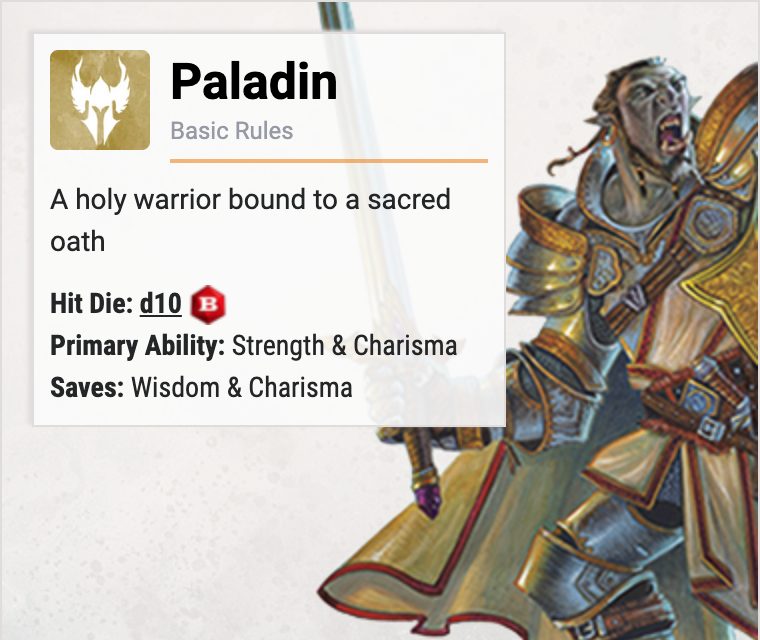 Paladin
Basic Rules
A holy warrior bound to a sacred
oath
Hit Die: d10 B
Primary Ability: Strength & Charisma
Saves: Wisdom & Charisma